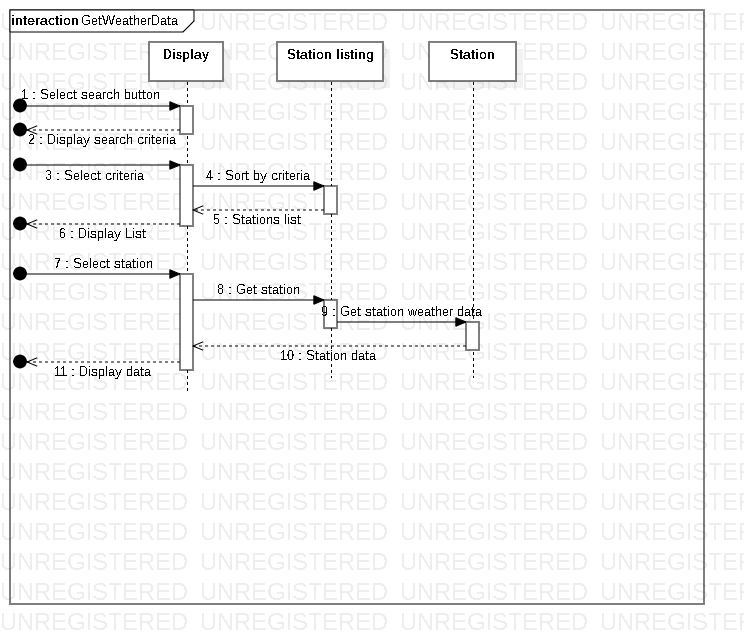 interaction GetWeatherData
Display
Station listing
Station
1 : Select search button
2 : Display search criteria
3 : Select criteria
4 : Sort by criteria
5 : Stations list
6 : Display List
7 : Select station
8 : Get station
9 : Get station weather data
10 : Station data
11 : Display data
UNREGISTERED UNREGISTERED UNREGISTERED UNREGISTERED